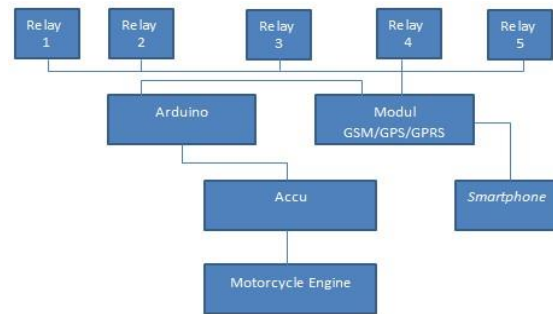 Relay
1
Relay
2
Relay
3
Relay
4
Relay
5
Arduino
Modul
GSM/GPS/GPRS
Accu
Smartphone
Motorcycle Engine